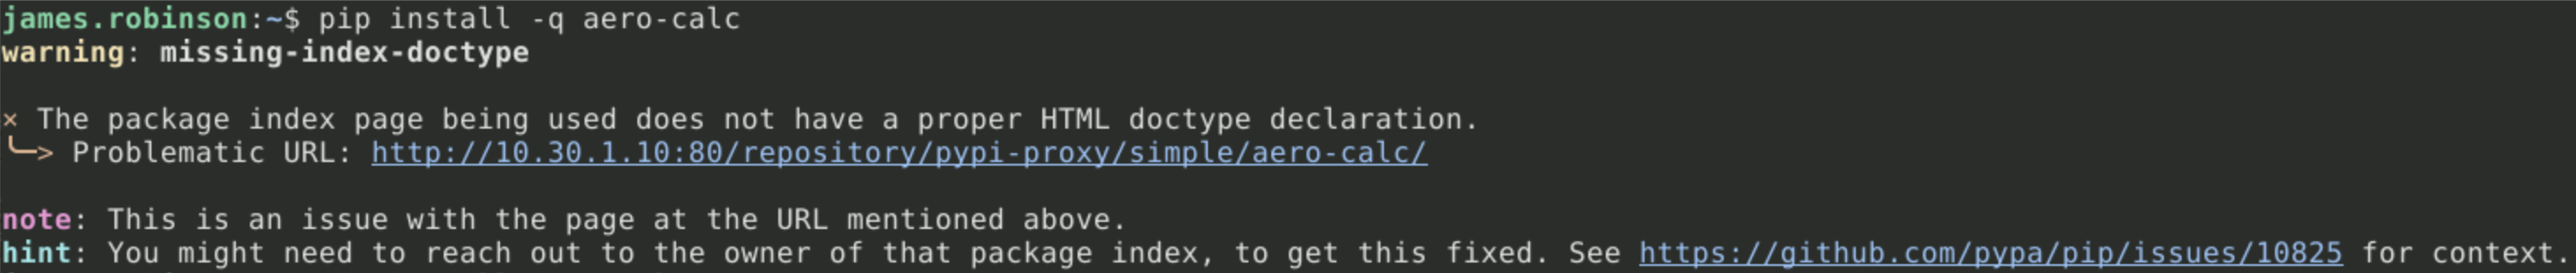 james.robinson:~$ pip install -q aero-calc
warning: missing-index-doctype
× The package index page being used does not have a proper HTML doctype declaration.
╰─> Problematic URL: http://10.30.1.10:80/repository/pypi-proxy/simple/aero-calc/
note: This is an issue with the page at the URL mentioned above.
hint: You might need to reach out to the owner of that package index, to get this fixed. See https://github.com/pypa/pip/issues/10825 for context.